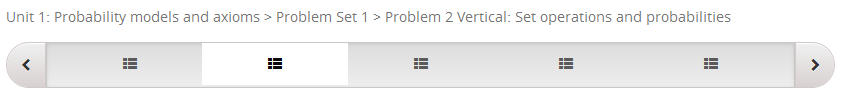 Unit 1: Probability models and axioms > Problem Set 1 > Problem 2 Vertical: Set operations and probabilities